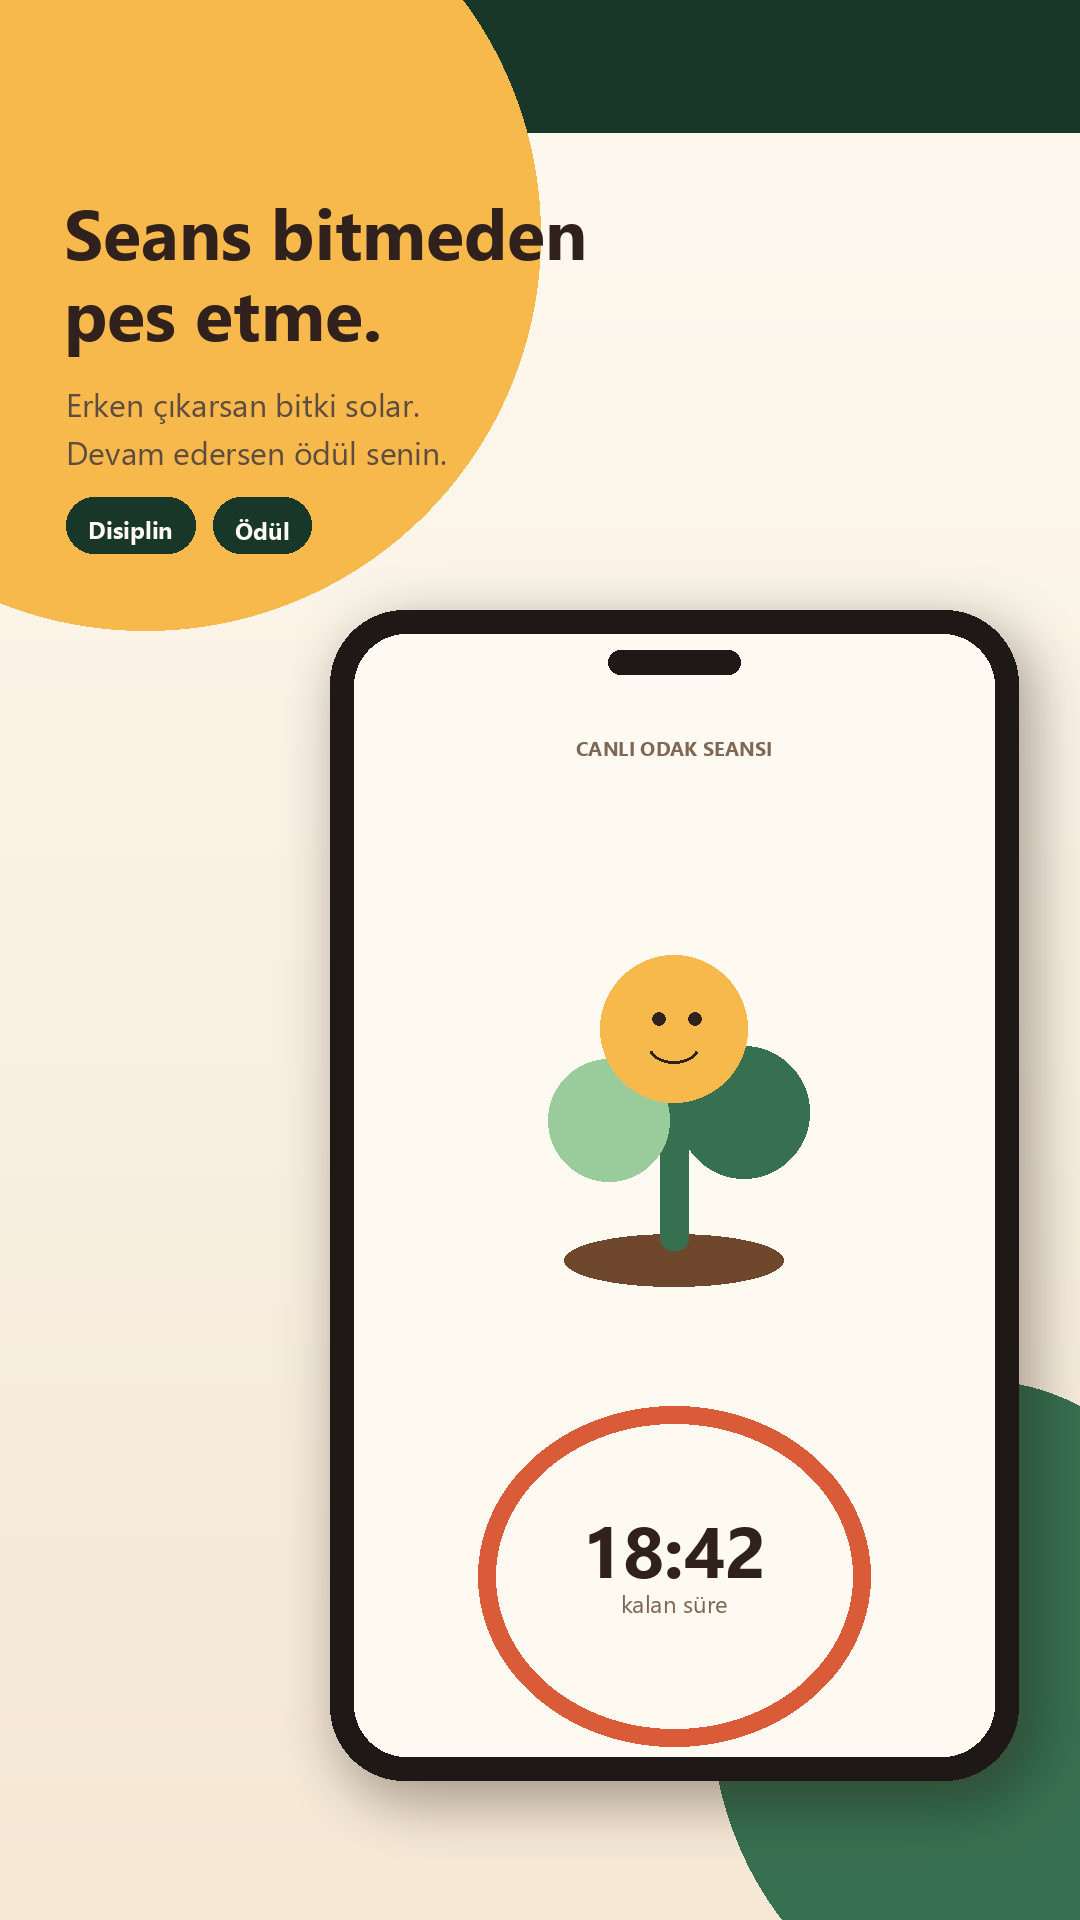 Seans bitmeden
pes etme.
Erken çıkarsan bitki solar.
Devam edersen ödül senin.
Disiplin
Ödül
CANLI ODAK SEANSI
18:42
kalan süre